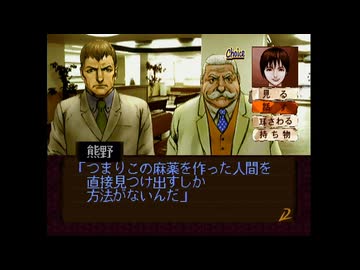 Choice
見る
話す
耳さわる
持ち物
熊野
「つまりこの麻薬を作った人間を
直接見つけ出すしか
方法がないんだ」